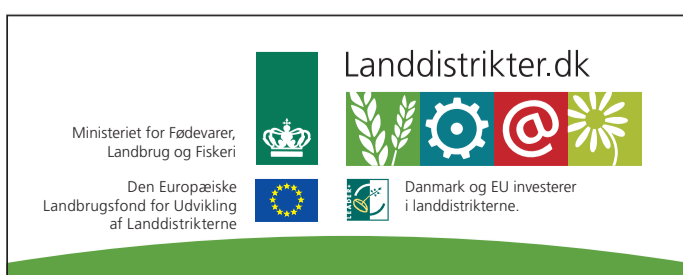 Landdistrikter.dk
@
Ministeriet for Fødevarer,
Landbrug og Fiskeri
Den Europæiske
Landbrugsfond for Udvikling
af Landdistrikterne
LEADER+
Danmark og EU investerer
i landdistrikterne.